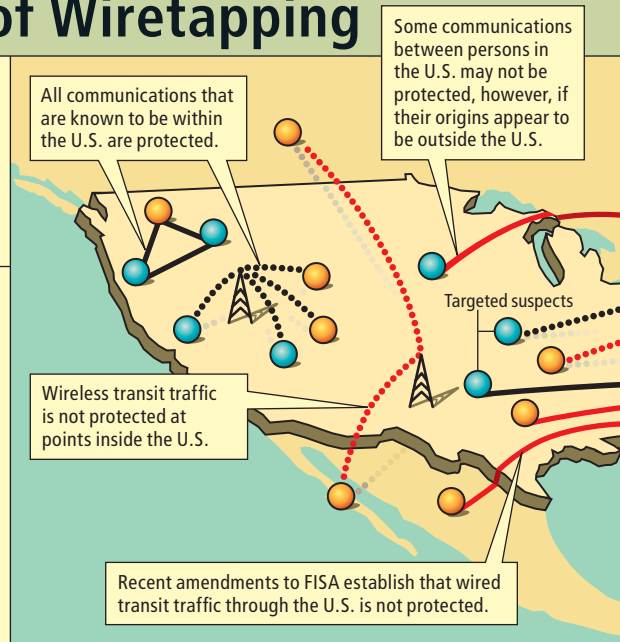 of Wiretapping
Some communications
between persons in
the U.S. may not be
protected, however, if
their origins appear to
be outside the U.S.
All communications that
are known to be within
the U.S. are protected.
Targeted suspects
Wireless transit traffic
is not protected at
points inside the U.S.
Recent amendments to FISA establish that wired
transit traffic through the U.S. is not protected.